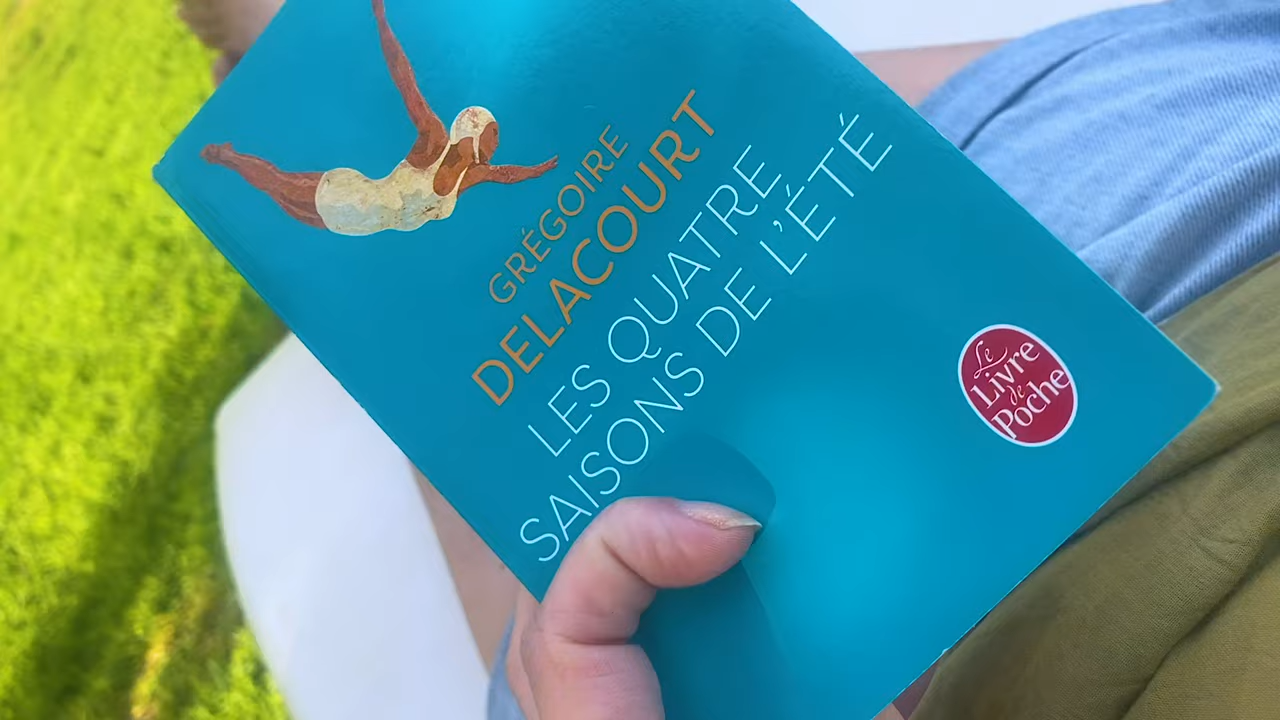 GRÉGOIRE
DELACOURT
LES QUATRE
SAISONS DE L'ÉTÉ
Le
Livre
de
Poche